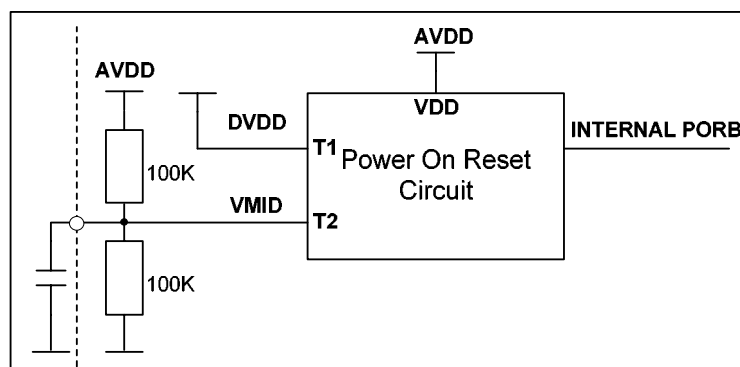 AVDD
AVDD
VDD
DVDD
T1
INTERNAL PORB
Power On Reset
Circuit
100K
VMID
T2
100K